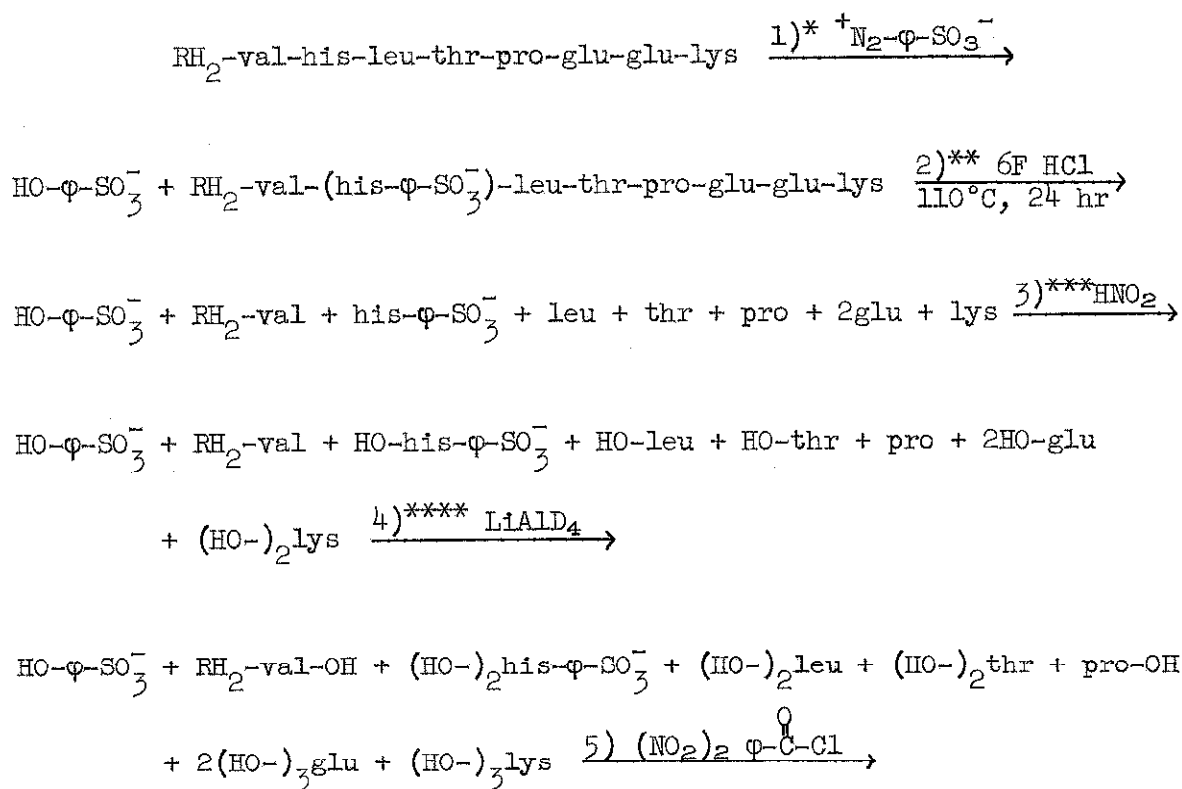 RH₂-val-his-leu-thr-pro-glu-glu-lys 1)* ⁺N₂-φ-SO₃⁻
HO-φ-SO₃⁻ + RH₂-val-(his-φ-SO₃⁻)-leu-thr-pro-glu-glu-lys 2)** 6F HCl 110°C, 24 hr
HO-φ-SO₃⁻ + RH₂-val + his-φ-SO₃⁻ + leu + thr + pro + 2glu + lys 3)***HNO₂
HO-φ-SO₃⁻ + RH₂-val + HO-his-φ-SO₃⁻ + HO-leu + HO-thr + pro + 2HO-glu
+ (HO-)₂lys 4)**** LiAlD₄
HO-φ-SO₃⁻ + RH₂-val-OH + (HO-)₂his-φ-SO₃⁻ + (HO-)₂leu + (HO-)₂thr + pro-OH
+ 2(HO-)₃glu + (HO-)₃lys 5) (NO₂)₂ φ-C-Cl O